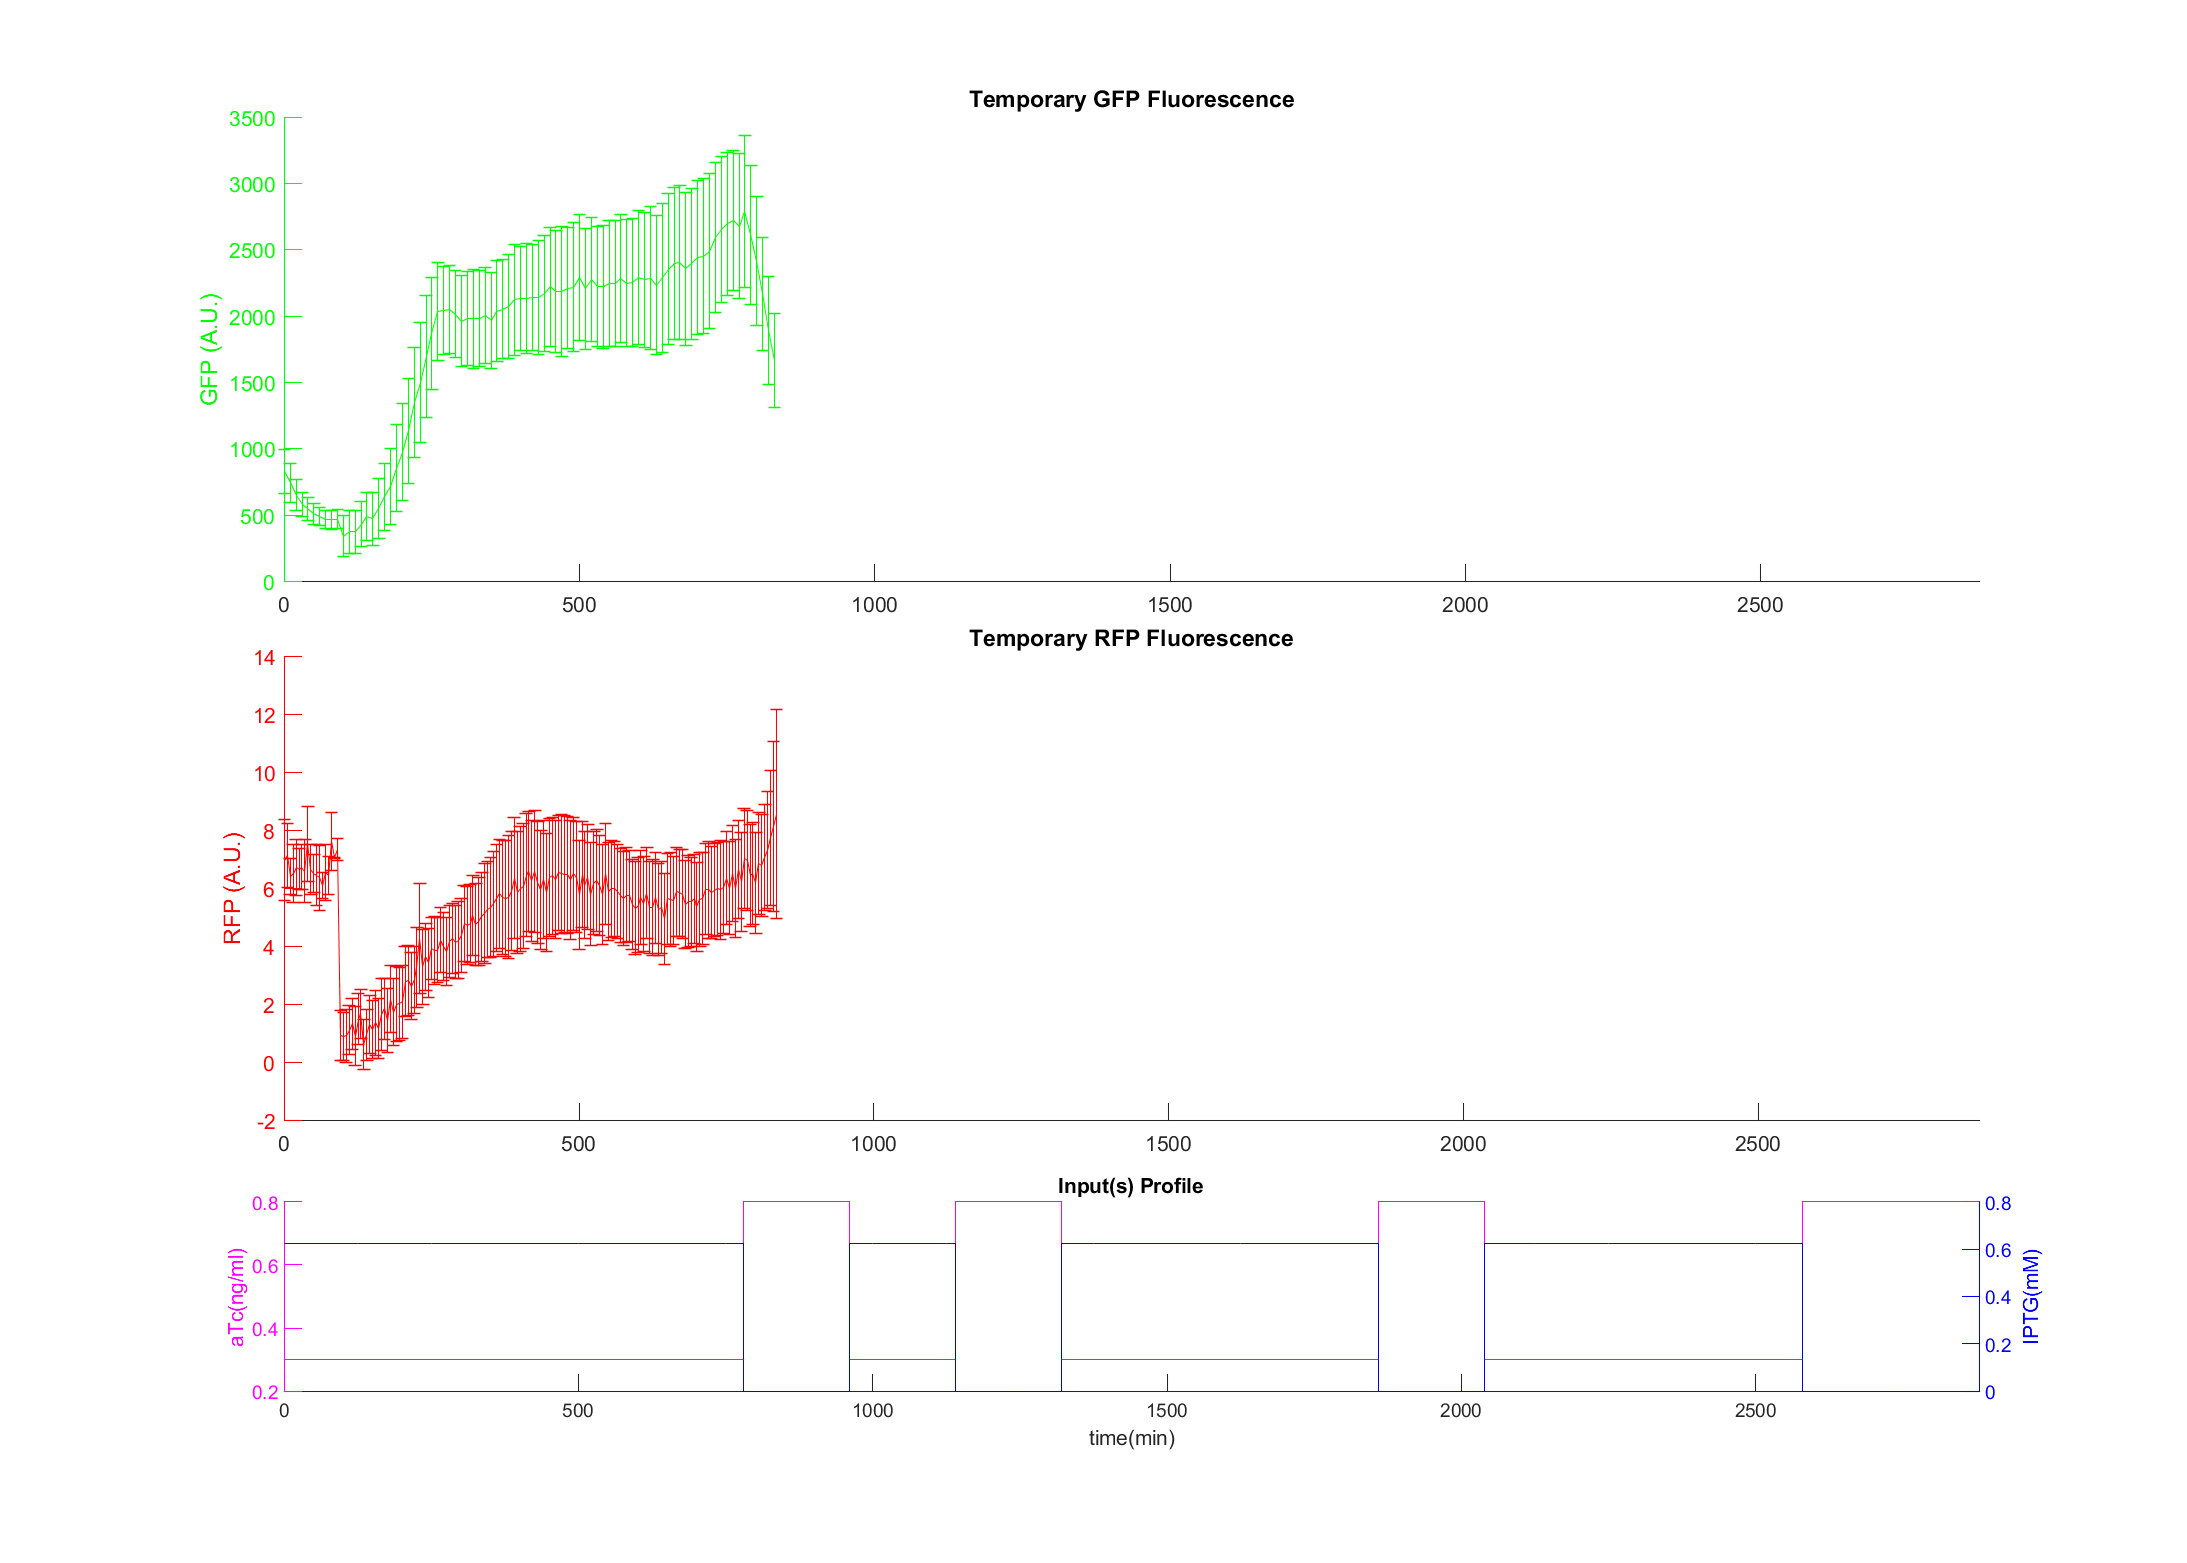 Temporary GFP Fluorescence
3500
3000
2500
2000
1500
1000
500
0
GFP (A.U.)
0 500 1000 1500 2000 2500
Temporary RFP Fluorescence
14
12
10
8
6
4
2
0
-2
RFP (A.U.)
0 500 1000 1500 2000 2500
Input(s) Profile
0.8
0.6
0.4
0.2
aTc(ng/ml)
0.8
0.6
0.4
0.2
0
IPTG(mM)
0 500 1000 1500 2000 2500
time(min)